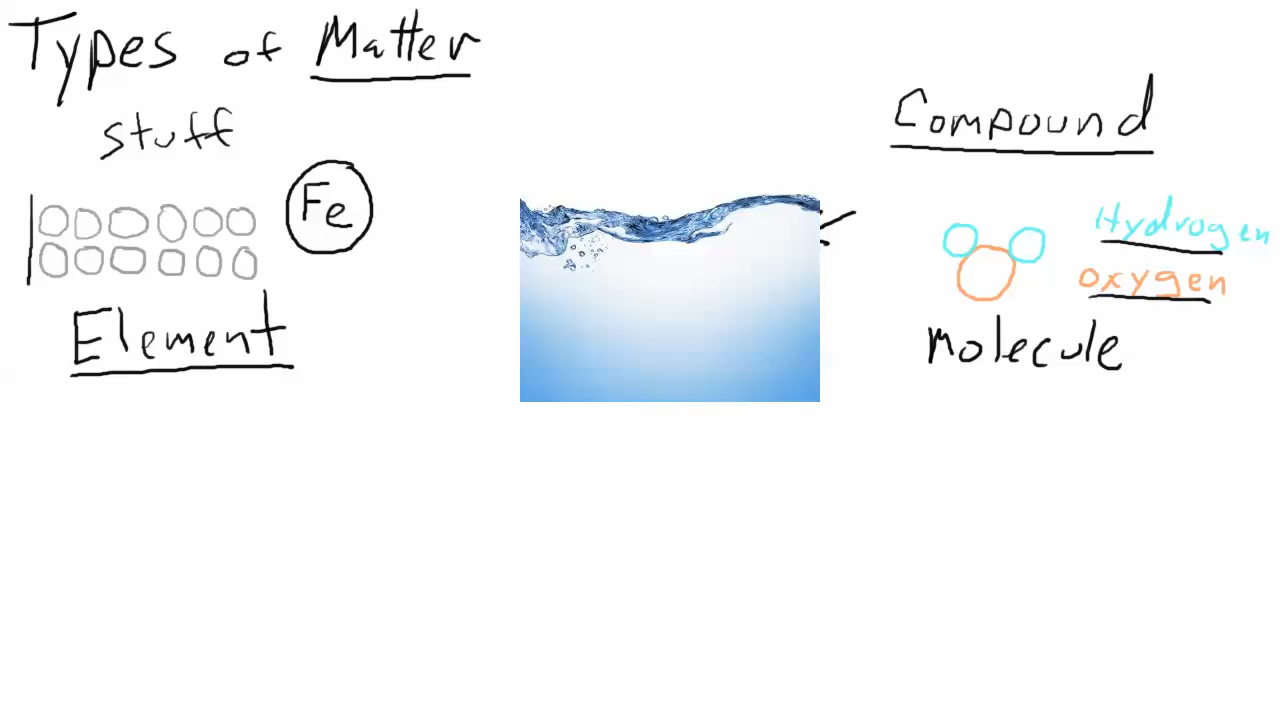 Types of Matter
stuff
Fe
Element
Compound
Hydrogen
oxygen
molecule